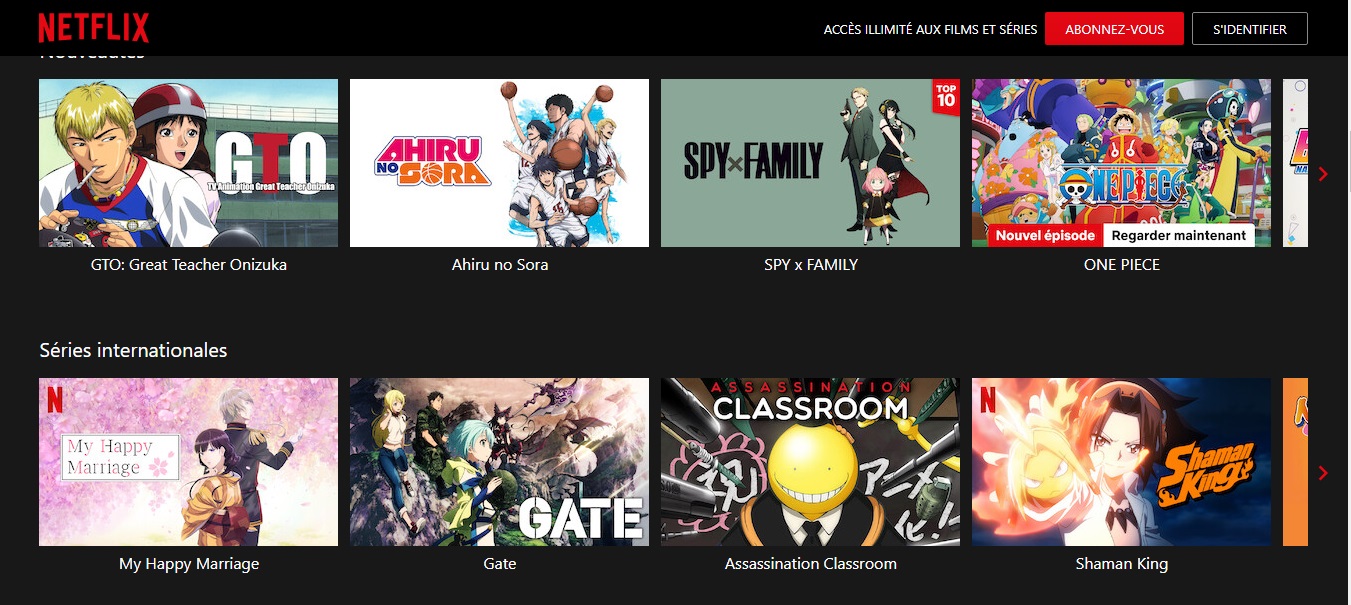 NETFLIX
ACCÈS ILLIMITÉ AUX FILMS ET SÉRIES
ABONNEZ-VOUS
S'IDENTIFIER
Nouveautés
GTO
TV Animation Great Teacher Onizuka
AHIRU
NO SORA
SPY×FAMILY
TOP
10
ONE PIECE
Nouvel épisode
Regarder maintenant
GTO: Great Teacher Onizuka
Ahiru no Sora
SPY x FAMILY
ONE PIECE
Séries internationales
N
My Happy
Marriage
GATE
ASSASSINATION
CLASSROOM
N
Shaman
King
My Happy Marriage
Gate
Assassination Classroom
Shaman King